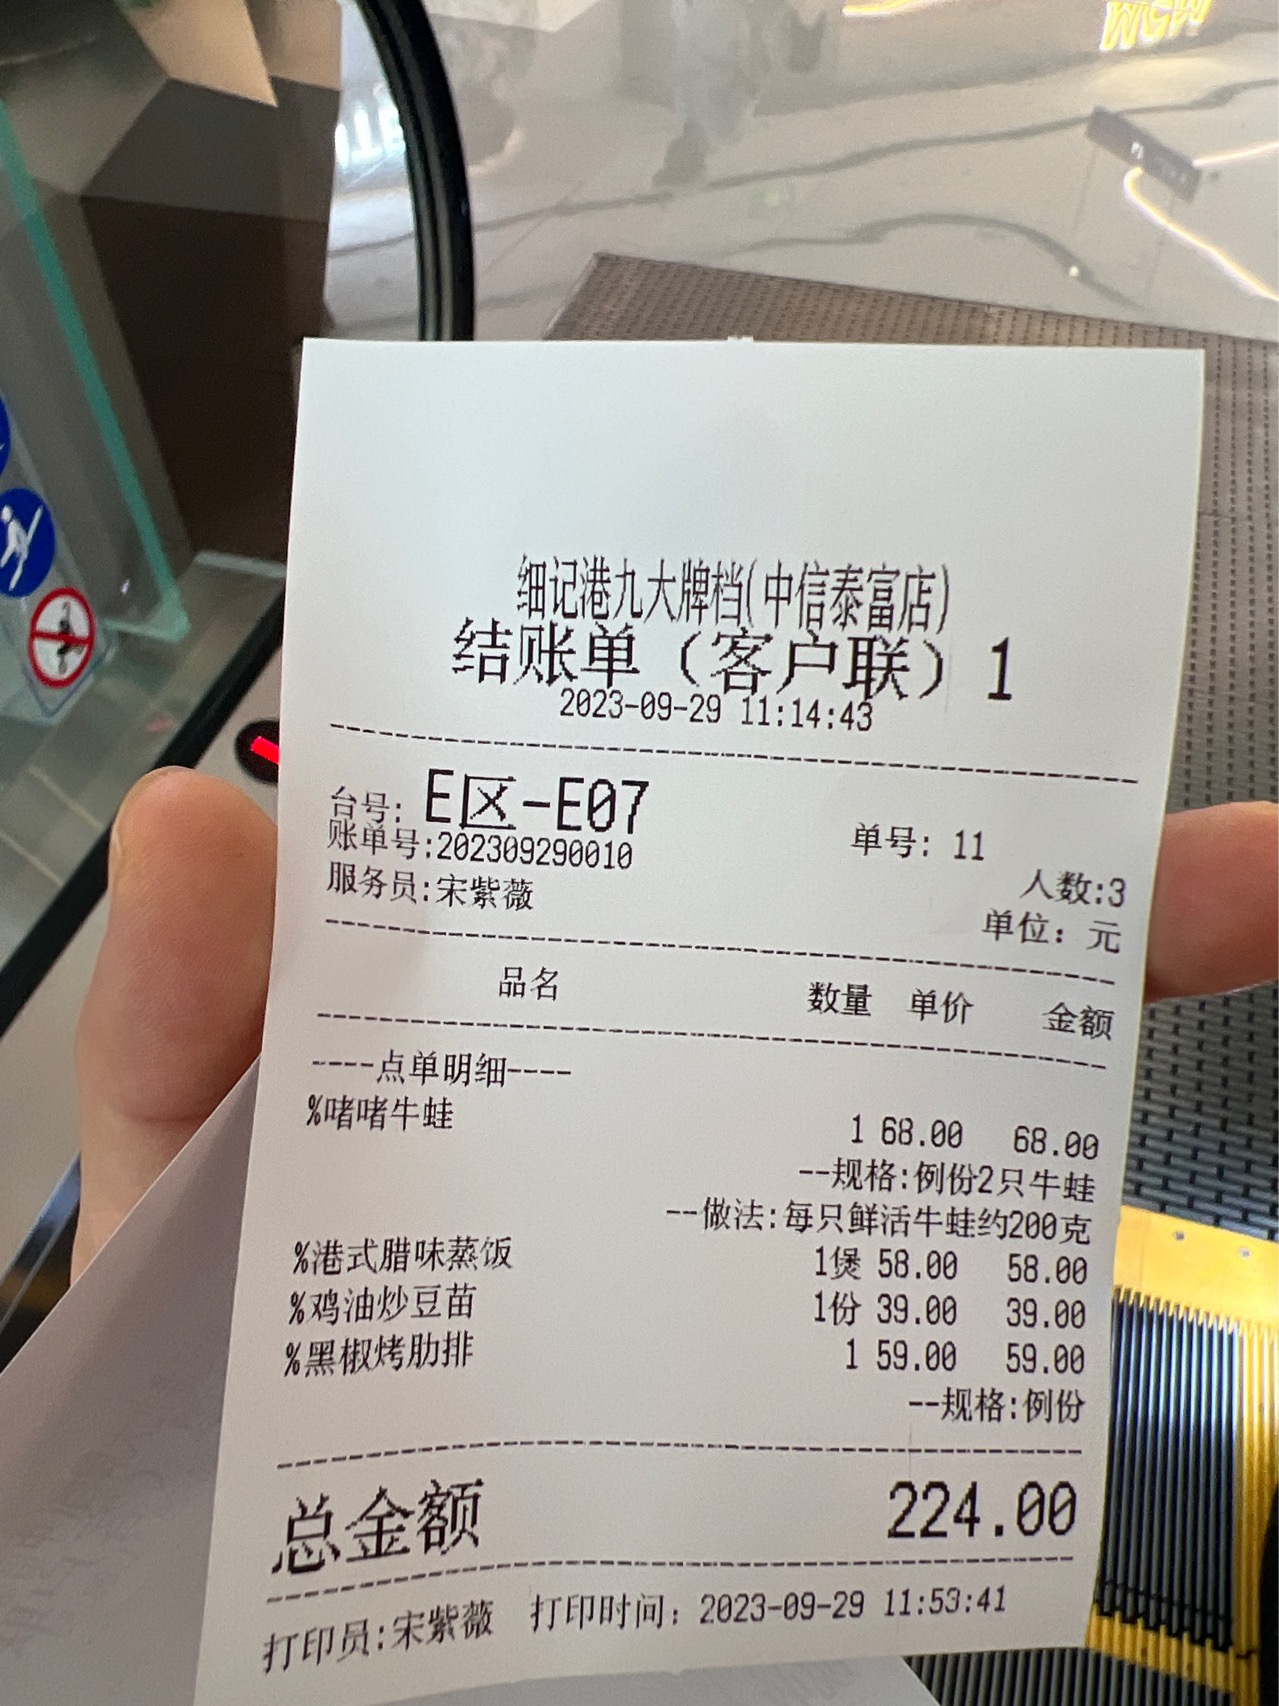 细记港九大牌档(中信泰富店)
结账单（客户联）1
2023-09-29 11:14:43
台号: E区-E07 单号: 11
账单号:202309290010 人数:3
服务员:宋紫薇 单位: 元
品名 数量 单价 金额
----点单明细----
%啫啫牛蛙 1 68.00 68.00
--规格:例份2只牛蛙
--做法:每只鲜活牛蛙约200克
%港式腊味蒸饭 1煲 58.00 58.00
%鸡油炒豆苗 1份 39.00 39.00
%黑椒烤肋排 1 59.00 59.00
--规格:例份
总金额 224.00
打印员:宋紫薇 打印时间: 2023-09-29 11:53:41